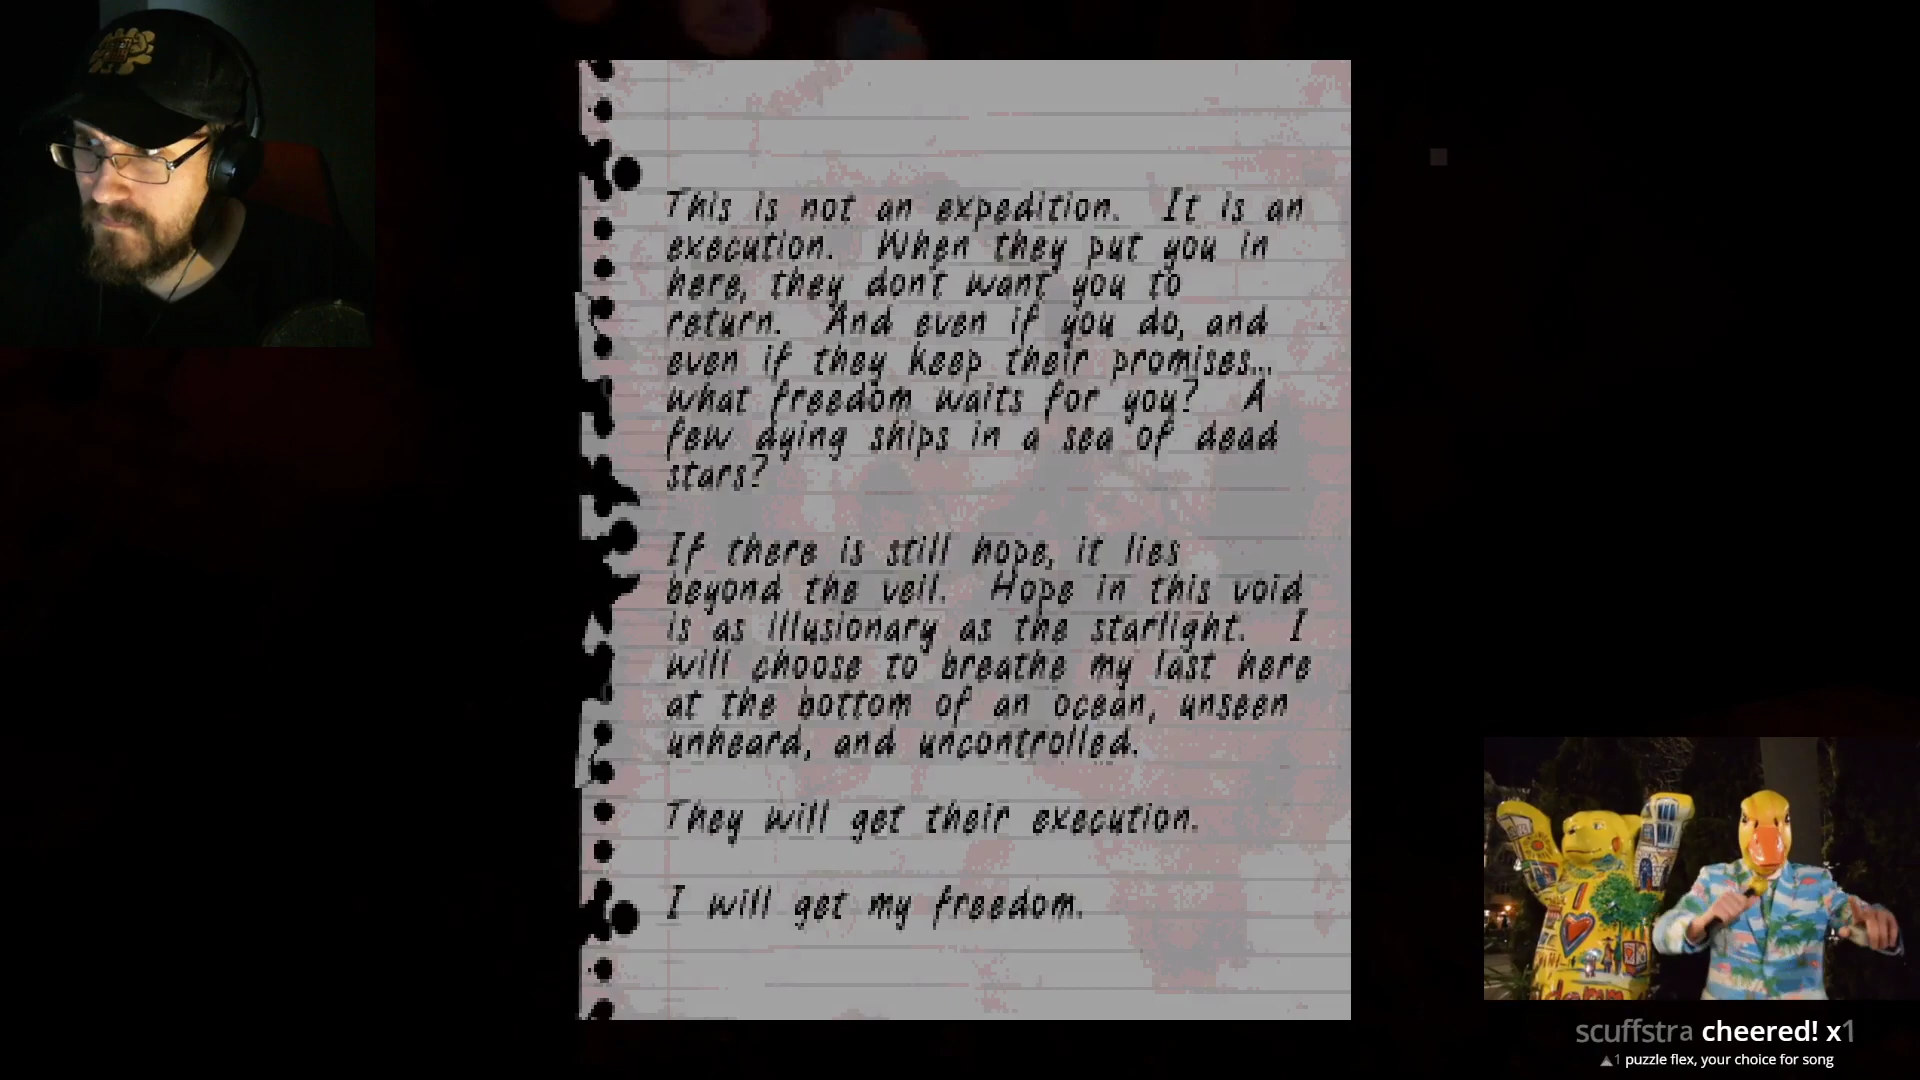 This is not an expedition. It is an
execution. When they put you in
here, they don't want you to
return. And even if you do, and
even if they keep their promises...
what freedom waits for you? A
few dying ships in a sea of dead
stars?
If there is still hope, it lies
beyond the veil. Hope in this void
is as illusionary as the starlight. I
will choose to breathe my last here
at the bottom of an ocean, unseen
unheard, and uncontrolled.
They will get their execution.
I will get my freedom.
scuffstra cheered! x1
1 puzzle flex, your choice for song